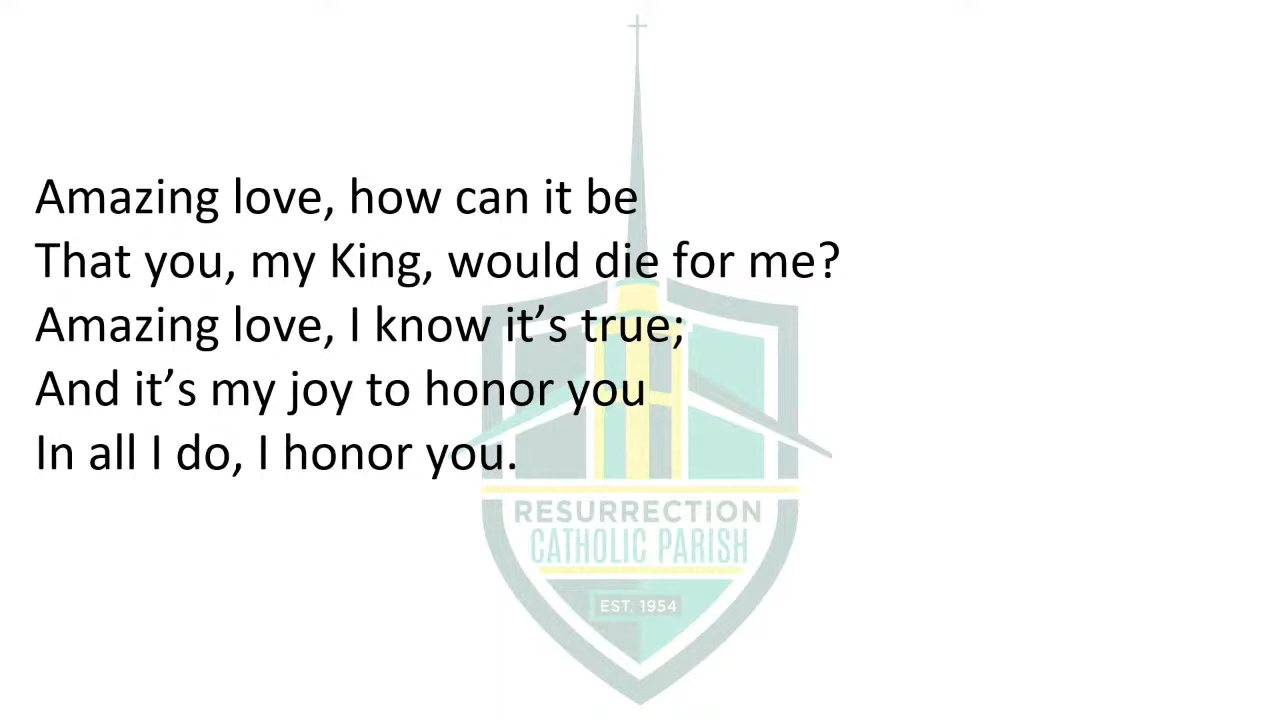 Amazing love, how can it be
That you, my King, would die for me?
Amazing love, I know it’s true;
And it’s my joy to honor you
In all I do, I honor you.
RESURRECTION
CATHOLIC PARISH
EST. 1954